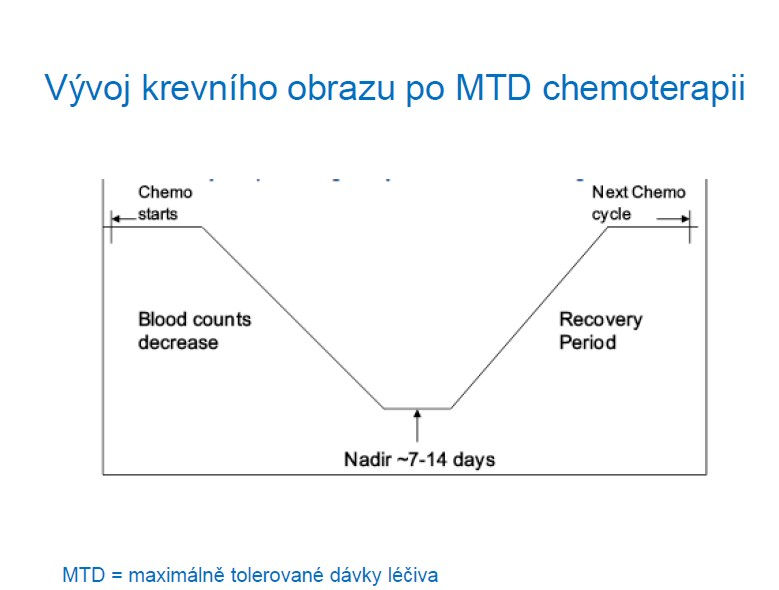 Vývoj krevního obrazu po MTD chemoterapii
Chemo
starts
Next Chemo
cycle
Blood counts
decrease
Recovery
Period
Nadir ~7-14 days
MTD = maximálně tolerované dávky léčiva